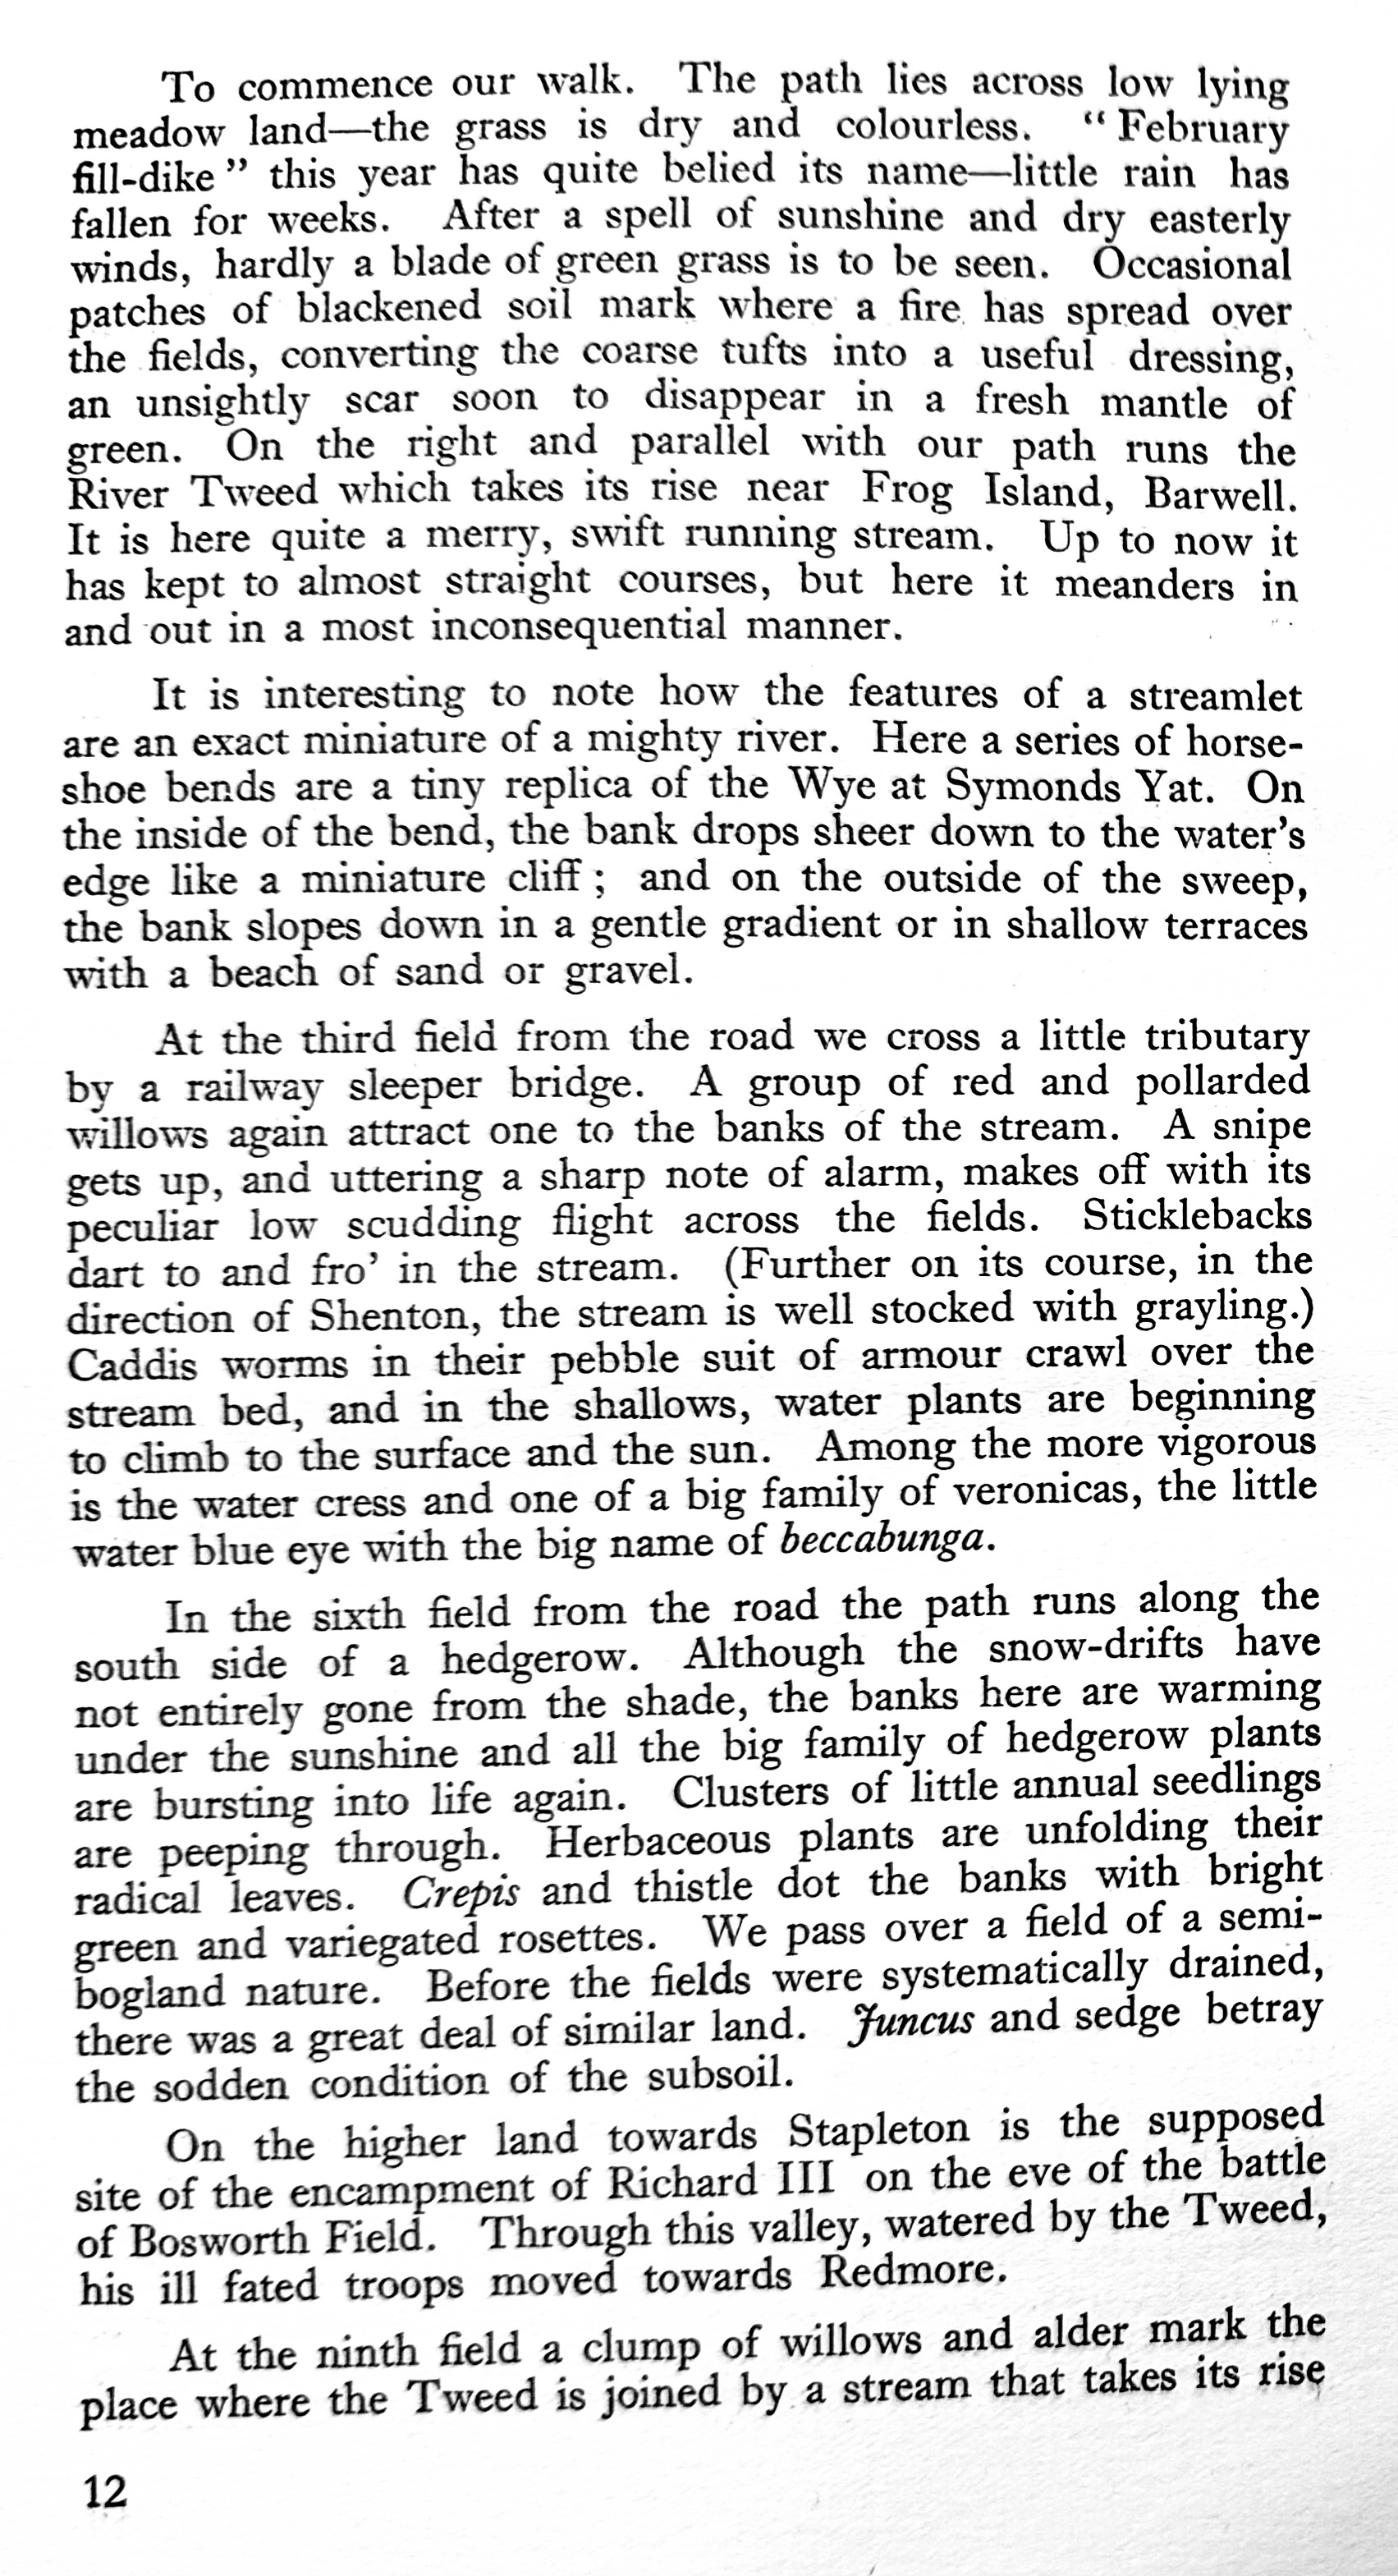 To commence our walk. The path lies across low lying
meadow land—the grass is dry and colourless. “ February
fill-dike ” this year has quite belied its name—little rain has
fallen for weeks. After a spell of sunshine and dry easterly
winds, hardly a blade of green grass is to be seen. Occasional
patches of blackened soil mark where a fire has spread over
the fields, converting the coarse tufts into a useful dressing,
an unsightly scar soon to disappear in a fresh mantle of
green. On the right and parallel with our path runs the
River Tweed which takes its rise near Frog Island, Barwell.
It is here quite a merry, swift running stream. Up to now it
has kept to almost straight courses, but here it meanders in
and out in a most inconsequential manner.
It is interesting to note how the features of a streamlet
are an exact miniature of a mighty river. Here a series of horse-
shoe bends are a tiny replica of the Wye at Symonds Yat. On
the inside of the bend, the bank drops sheer down to the water’s
edge like a miniature cliff ; and on the outside of the sweep,
the bank slopes down in a gentle gradient or in shallow terraces
with a beach of sand or gravel.
At the third field from the road we cross a little tributary
by a railway sleeper bridge. A group of red and pollarded
willows again attract one to the banks of the stream. A snipe
gets up, and uttering a sharp note of alarm, makes off with its
peculiar low scudding flight across the fields. Sticklebacks
dart to and fro’ in the stream. (Further on its course, in the
direction of Shenton, the stream is well stocked with grayling.)
Caddis worms in their pebble suit of armour crawl over the
stream bed, and in the shallows, water plants are beginning
to climb to the surface and the sun. Among the more vigorous
is the water cress and one of a big family of veronicas, the little
water blue eye with the big name of beccabunga.
In the sixth field from the road the path runs along the
south side of a hedgerow. Although the snow-drifts have
not entirely gone from the shade, the banks here are warming
under the sunshine and all the big family of hedgerow plants
are bursting into life again. Clusters of little annual seedlings
are peeping through. Herbaceous plants are unfolding their
radical leaves. Crepis and thistle dot the banks with bright
green and variegated rosettes. We pass over a field of a semi-
bogland nature. Before the fields were systematically drained,
there was a great deal of similar land. Juncus and sedge betray
the sodden condition of the subsoil.
On the higher land towards Stapleton is the supposed
site of the encampment of Richard III on the eve of the battle
of Bosworth Field. Through this valley, watered by the Tweed,
his ill fated troops moved towards Redmore.
At the ninth field a clump of willows and alder mark the
place where the Tweed is joined by a stream that takes its rise
12